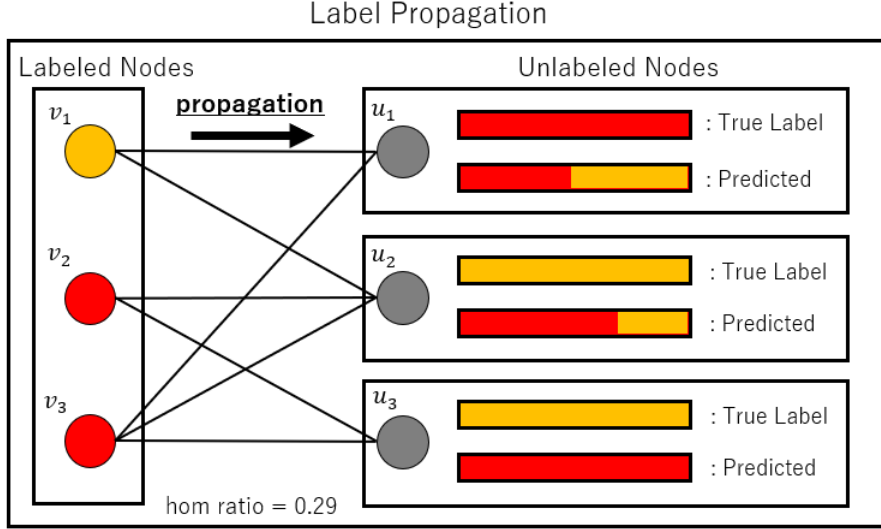 Label Propagation
Labeled Nodes
Unlabeled Nodes
propagation
v₁
v₂
v₃
u₁
: True Label
: Predicted
u₂
: True Label
: Predicted
u₃
: True Label
: Predicted
hom ratio = 0.29